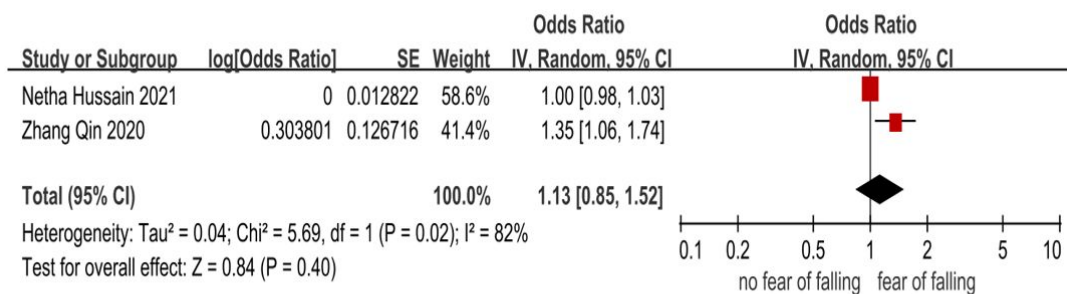 Odds Ratio Odds Ratio
Study or Subgroup log[Odds Ratio] SE Weight IV, Random, 95% CI IV, Random, 95% CI
Netha Hussain 2021 0 0.012822 58.6% 1.00 [0.98, 1.03]
Zhang Qin 2020 0.303801 0.126716 41.4% 1.35 [1.06, 1.74]
Total (95% CI) 100.0% 1.13 [0.85, 1.52]
Heterogeneity: Tau² = 0.04; Chi² = 5.69, df = 1 (P = 0.02); I² = 82%
Test for overall effect: Z = 0.84 (P = 0.40)
0.1 0.2 0.5 1 2 5 10
no fear of falling fear of falling